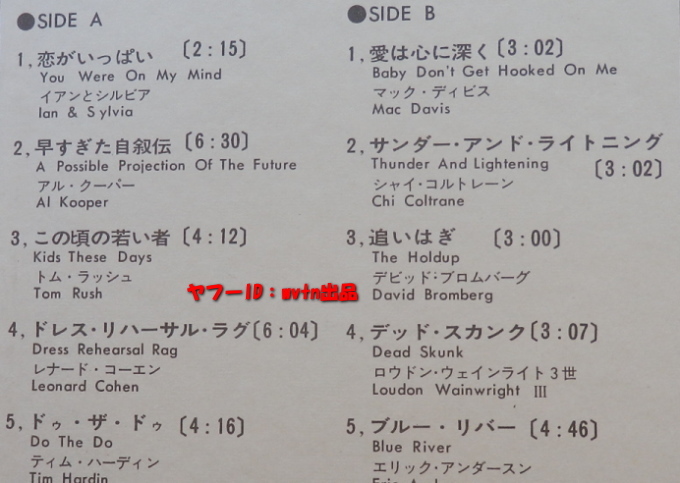 ●SIDE A
1,恋がいっぱい 〔2:15〕
You Were On My Mind
イアンとシルビア
Ian & Sylvia
2,早すぎた自叙伝 〔6:30〕
A Possible Projection Of The Future
アル・クーパー
Al Kooper
3,この頃の若い者 〔4:12〕
Kids These Days
トム・ラッシュ
Tom Rush
4,ドレス・リハーサル・ラグ〔6:04〕
Dress Rehearsal Rag
レナード・コーエン
Leonard Cohen
5,ドゥ・ザ・ドゥ 〔4:16〕
Do The Do
ティム・ハーディン
Tim Hardin
●SIDE B
1,愛は心に深く〔3:02〕
Baby Don't Get Hooked On Me
マック・ディビス
Mac Davis
2,サンダー・アンド・ライトニング
Thunder And Lightening 〔3:02〕
シャイ・コルトレーン
Chi Coltrane
3,追いはぎ 〔3:00〕
The Holdup
デビッド・ブロムバーグ
David Bromberg
4,デッド・スカンク〔3:07〕
Dead Skunk
ロウドン・ウェインライト3世
Loudon Wainwright III
5,ブルー・リバー 〔4:46〕
Blue River
エリック・アンダースン
ヤフーID:wvtn出品